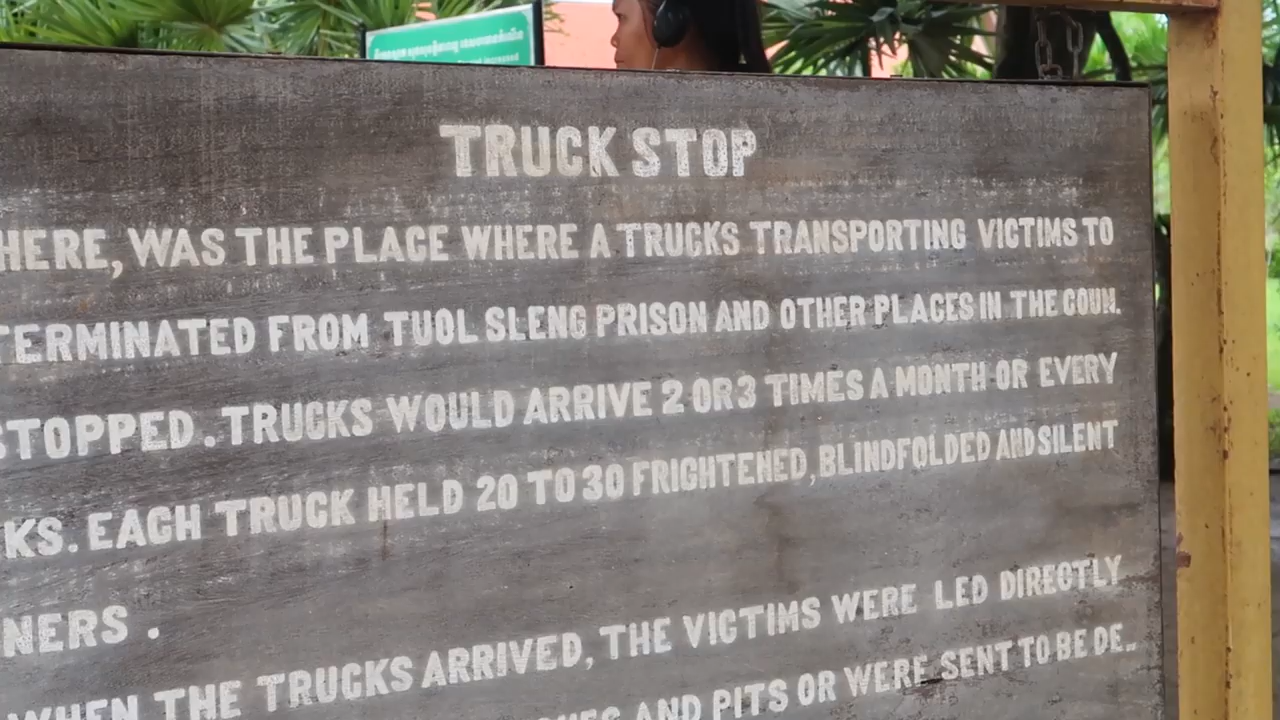 TRUCK STOP
HERE, WAS THE PLACE WHERE A TRUCKS TRANSPORTING VICTIMS TO
TERMINATED FROM TUOL SLENG PRISON AND OTHER PLACES IN THE COUN.
STOPPED. TRUCKS WOULD ARRIVE 2 OR 3 TIMES A MONTH OR EVERY
KS. EACH TRUCK HELD 20 TO 30 FRIGHTENED, BLINDFOLDED AND SILENT
NERS .
WHEN THE TRUCKS ARRIVED, THE VICTIMS WERE LED DIRECTLY
AND PITS OR WERE SENT TO BE DE..